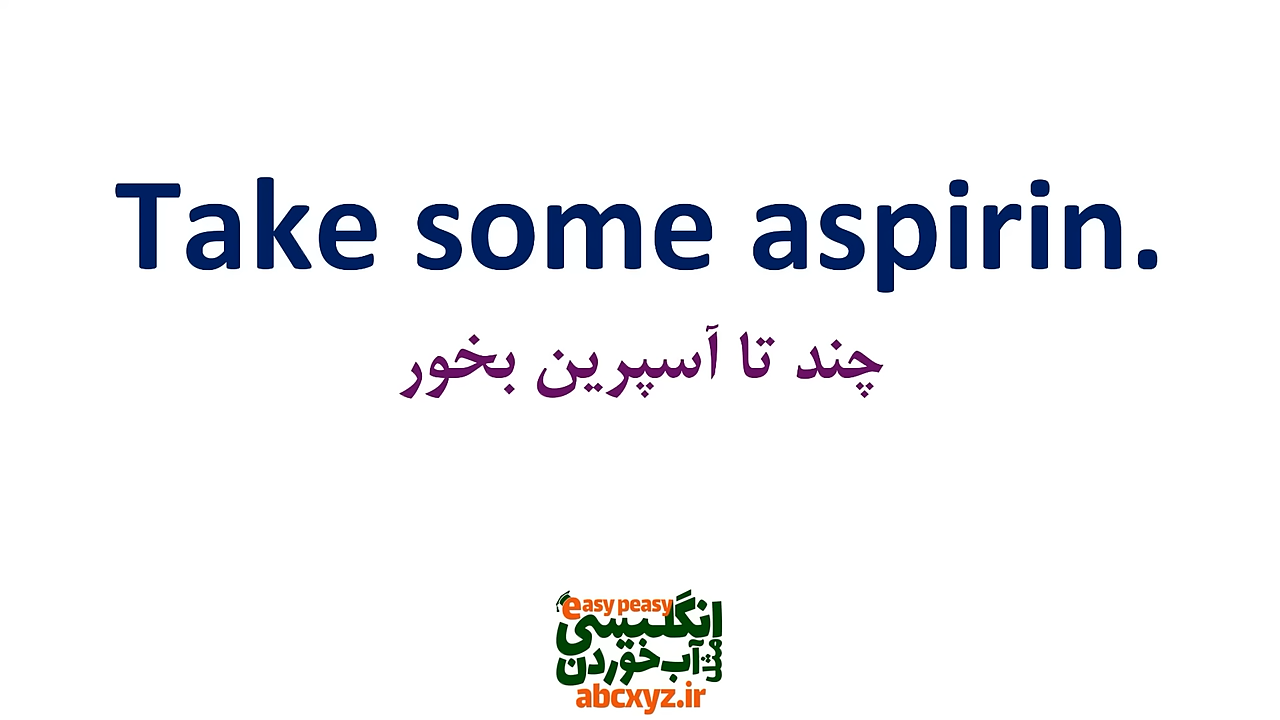 Take some aspirin.
چند تا آسپرین بخور
easy peasy
انگلیسی
مثل آب خوردن
abcxyz.ir